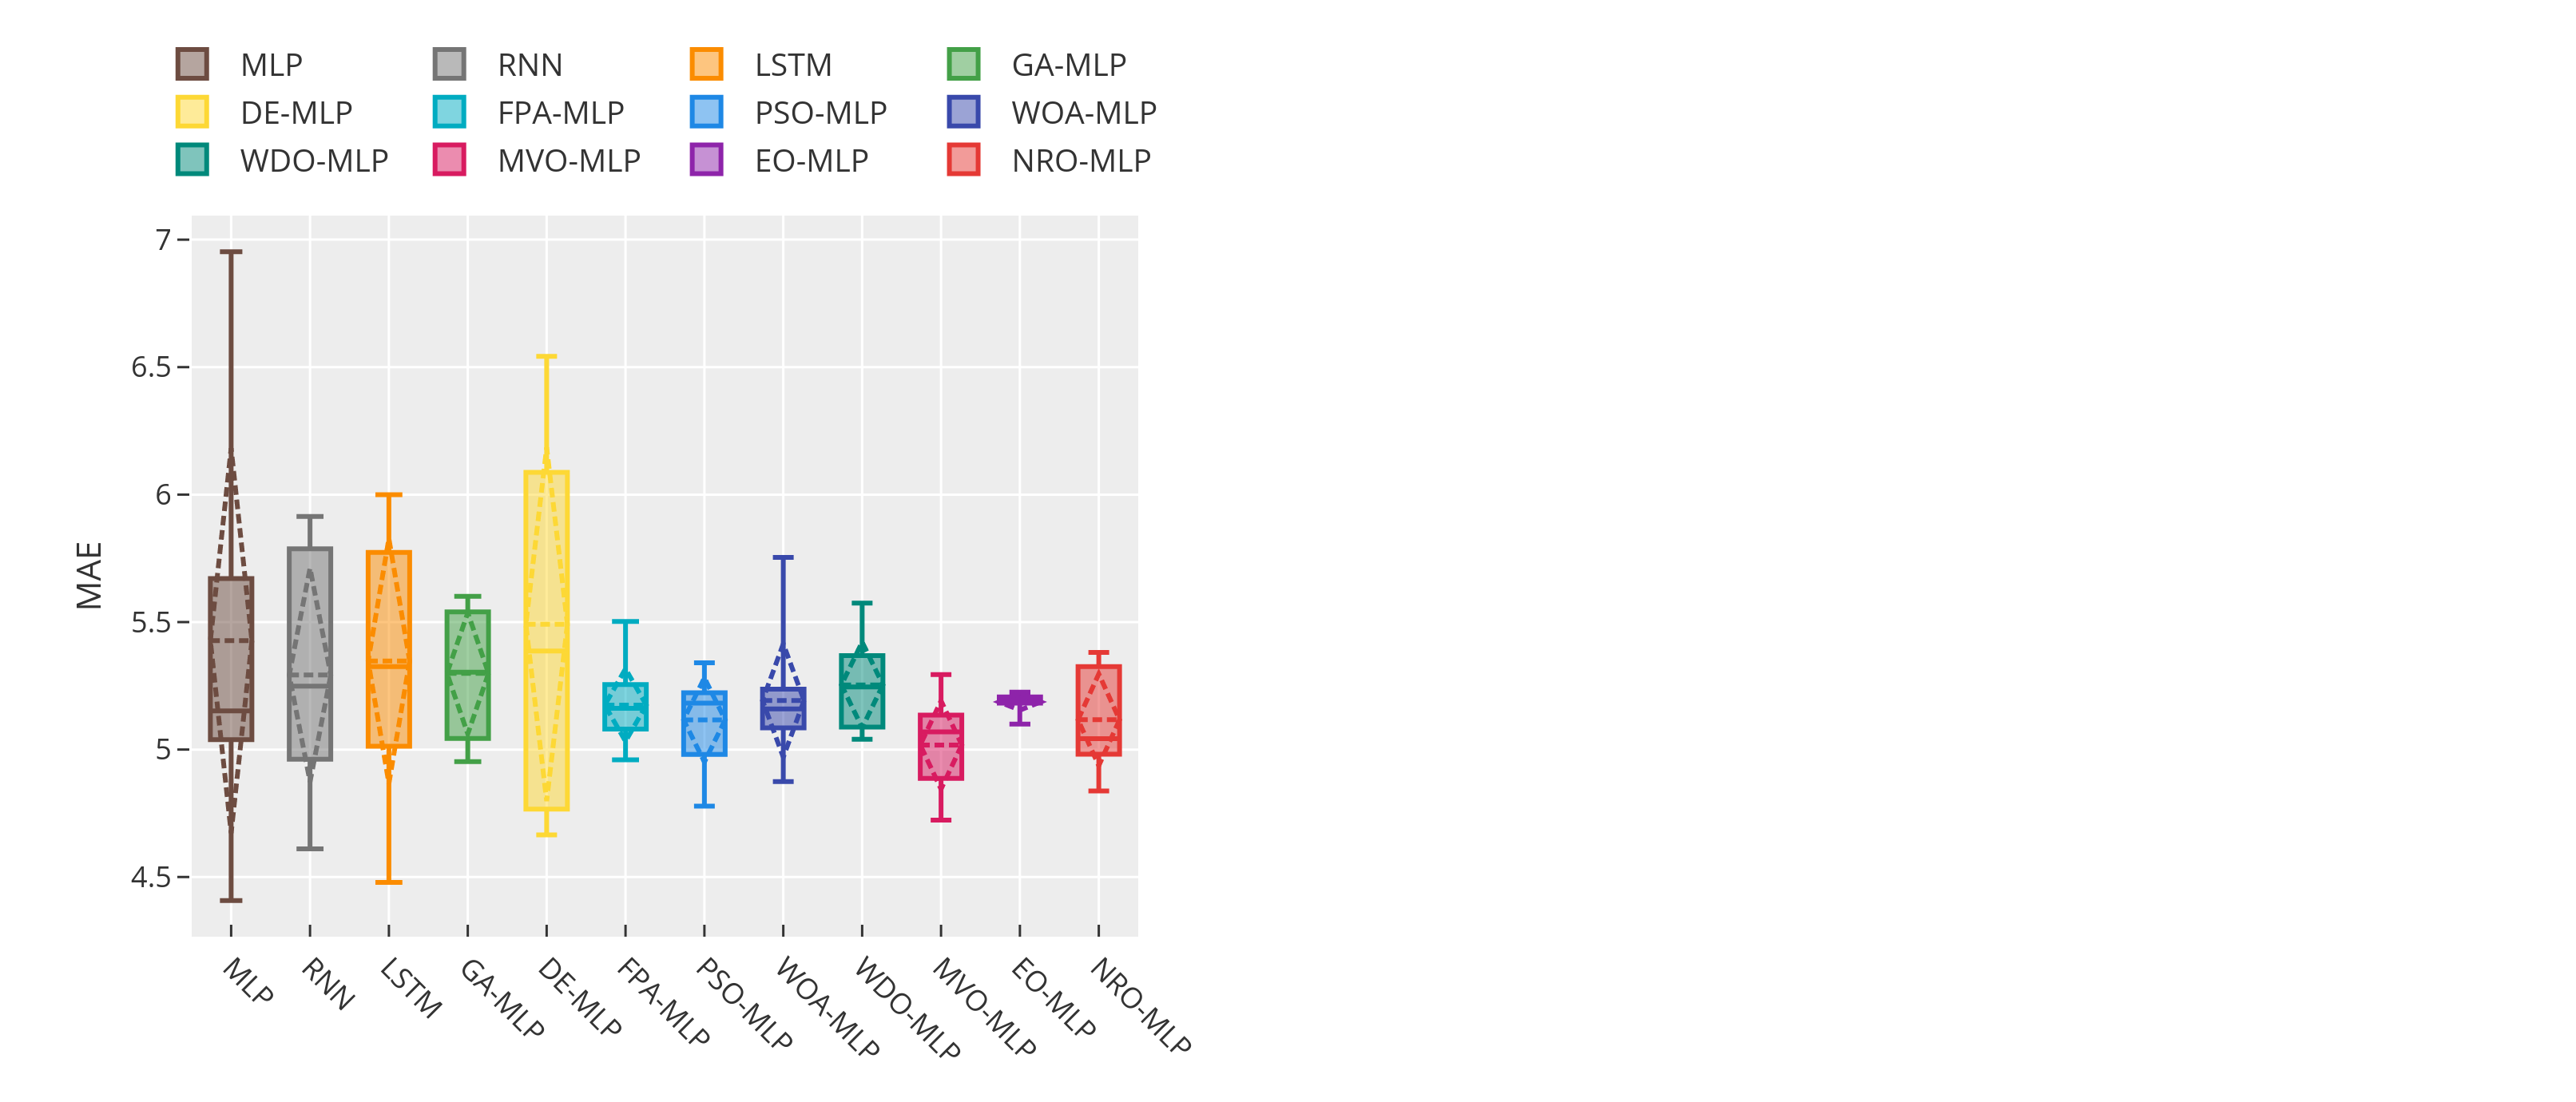 MLP RNN LSTM GA-MLP
DE-MLP FPA-MLP PSO-MLP WOA-MLP
WDO-MLP MVO-MLP EO-MLP NRO-MLP
7
6.5
6
5.5
5
4.5
MAE
MLP
RNN
LSTM
GA-MLP
DE-MLP
FPA-MLP
PSO-MLP
WOA-MLP
WDO-MLP
MVO-MLP
EO-MLP
NRO-MLP